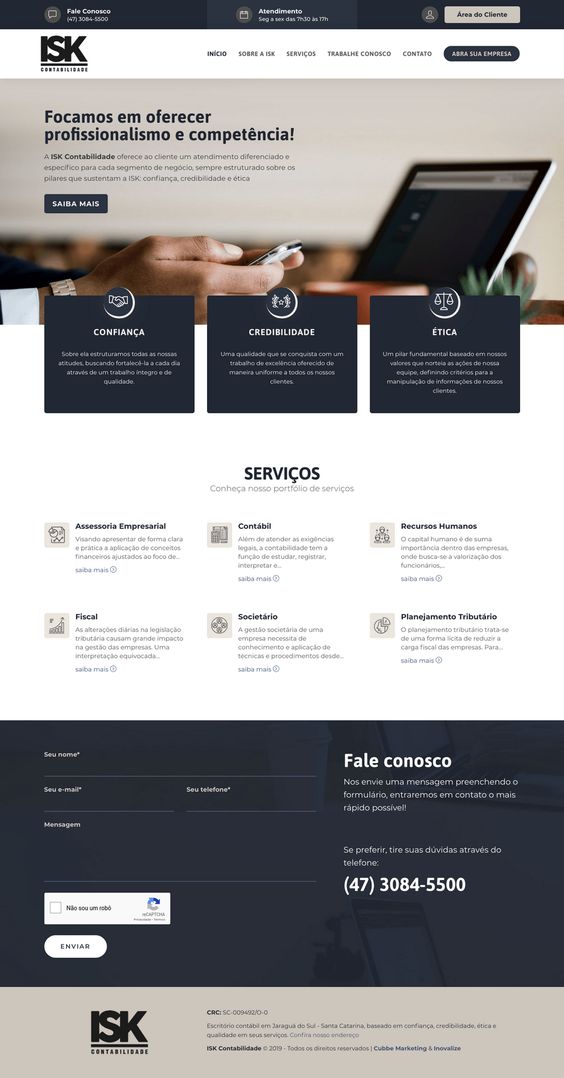 Fale Conosco
(47) 3084-5500
Atendimento
Seg a sex das 7h30 às 17h
Área do Cliente
ISK
CONTABILIDADE
INÍCIO
SOBRE A ISK
SERVIÇOS
TRABALHE CONOSCO
CONTATO
ABRA SUA EMPRESA
Focamos em oferecer
profissionalismo e competência!
A ISK Contabilidade oferece ao cliente um atendimento diferenciado e
específico para cada segmento de negócio, sempre estruturado sobre os
pilares que sustentam a ISK: confiança, credibilidade e ética
SAIBA MAIS
CONFIANÇA
Sobre ela estruturamos todas as nossas
atitudes, buscando fortalecê-la a cada dia
através de um trabalho íntegro e de
qualidade.
CREDIBILIDADE
Uma qualidade que se conquista com um
trabalho de excelência oferecido de
maneira uniforme a todos os nossos
clientes.
ÉTICA
Um pilar fundamental baseado em nossos
valores que norteia as ações de nossa
equipe, definindo critérios para a
manipulação de informações de nossos
clientes.
SERVIÇOS
Conheça nosso portfólio de serviços
Assessoria Empresarial
Visando apresentar de forma clara
e prática a aplicação de conceitos
financeiros ajustados ao foco de...
saiba mais
Contábil
Além de atender as exigências
legais, a contabilidade tem a
função de estudar, registrar,
interpretar e...
saiba mais
Recursos Humanos
O capital humano é de suma
importância dentro das empresas,
onde busca-se a valorização dos
funcionários,...
saiba mais
Fiscal
As alterações diárias na legislação
tributária causam grande impacto
na gestão das empresas. Uma
interpretação equivocada...
saiba mais
Societário
A gestão societária de uma
empresa necessita de
conhecimento e aplicação de
técnicas e procedimentos desde...
saiba mais
Planejamento Tributário
O planejamento tributário trata-se
de uma forma lícita de reduzir a
carga fiscal das empresas. Para...
saiba mais
Seu nome*
Seu e-mail*
Seu telefone*
Mensagem
Não sou um robô
reCAPTCHA
Privacidade - Termos
ENVIAR
Fale conosco
Nos envie uma mensagem preenchendo o
formulário, entraremos em contato o mais
rápido possível!
Se preferir, tire suas dúvidas através do
telefone:
(47) 3084-5500
ISK
CONTABILIDADE
CRC: SC-009492/O-0
Escritório contábil em Jaraguá do Sul - Santa Catarina, baseado em confiança, credibilidade, ética e
qualidade em seus serviços. Confira nosso endereço
ISK Contabilidade © 2019 - Todos os direitos reservados | Cubbe Marketing & Inovalize